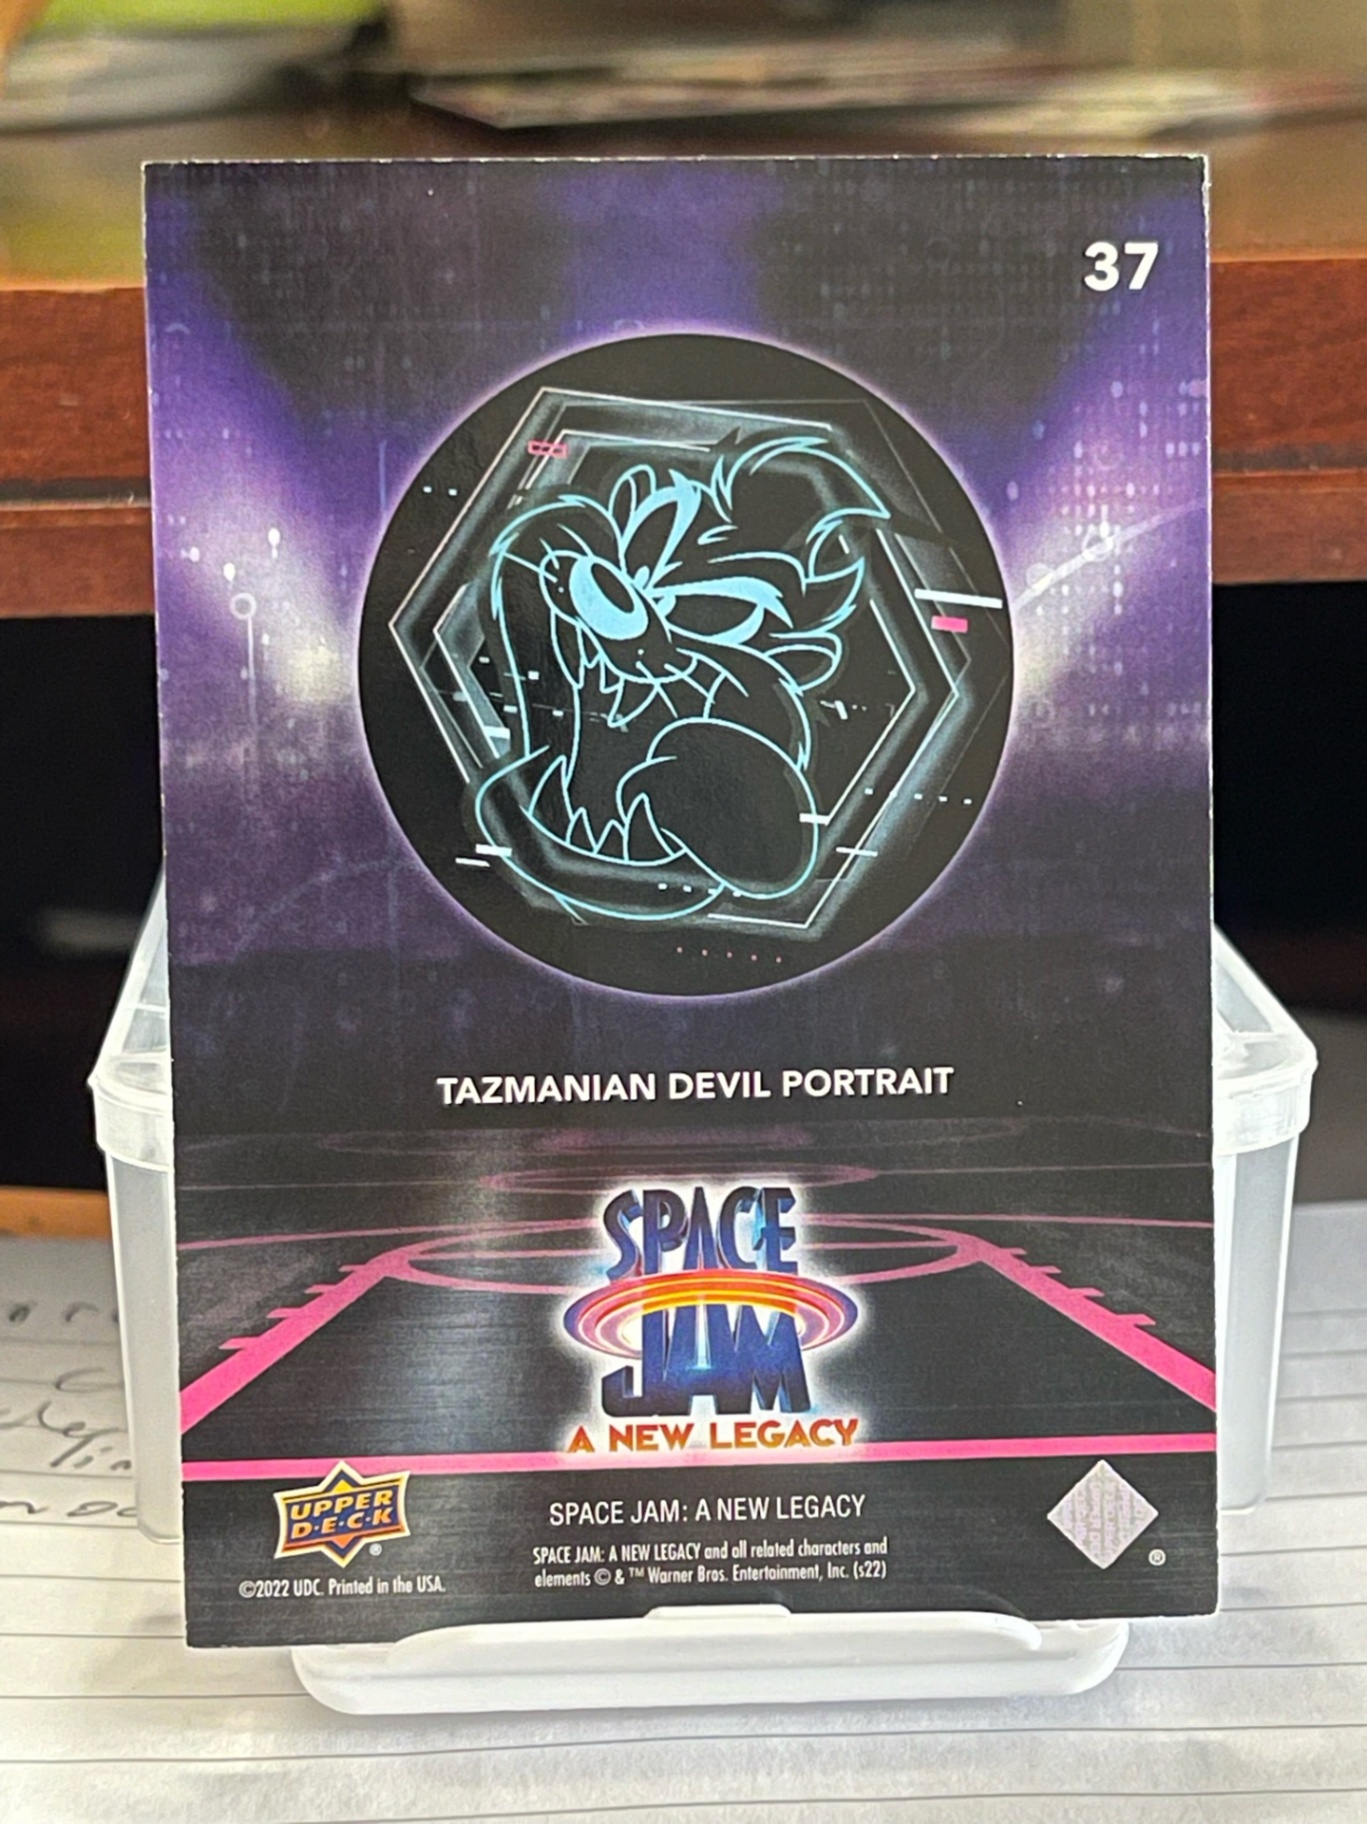 37
TAZMANIAN DEVIL PORTRAIT
SPACE
JAM
A NEW LEGACY
UPPER
D·E·C·K
®
©2022 UDC. Printed in the USA.
SPACE JAM: A NEW LEGACY
SPACE JAM: A NEW LEGACY and all related characters and
elements © & ™ Warner Bros. Entertainment, Inc. (s22)
®